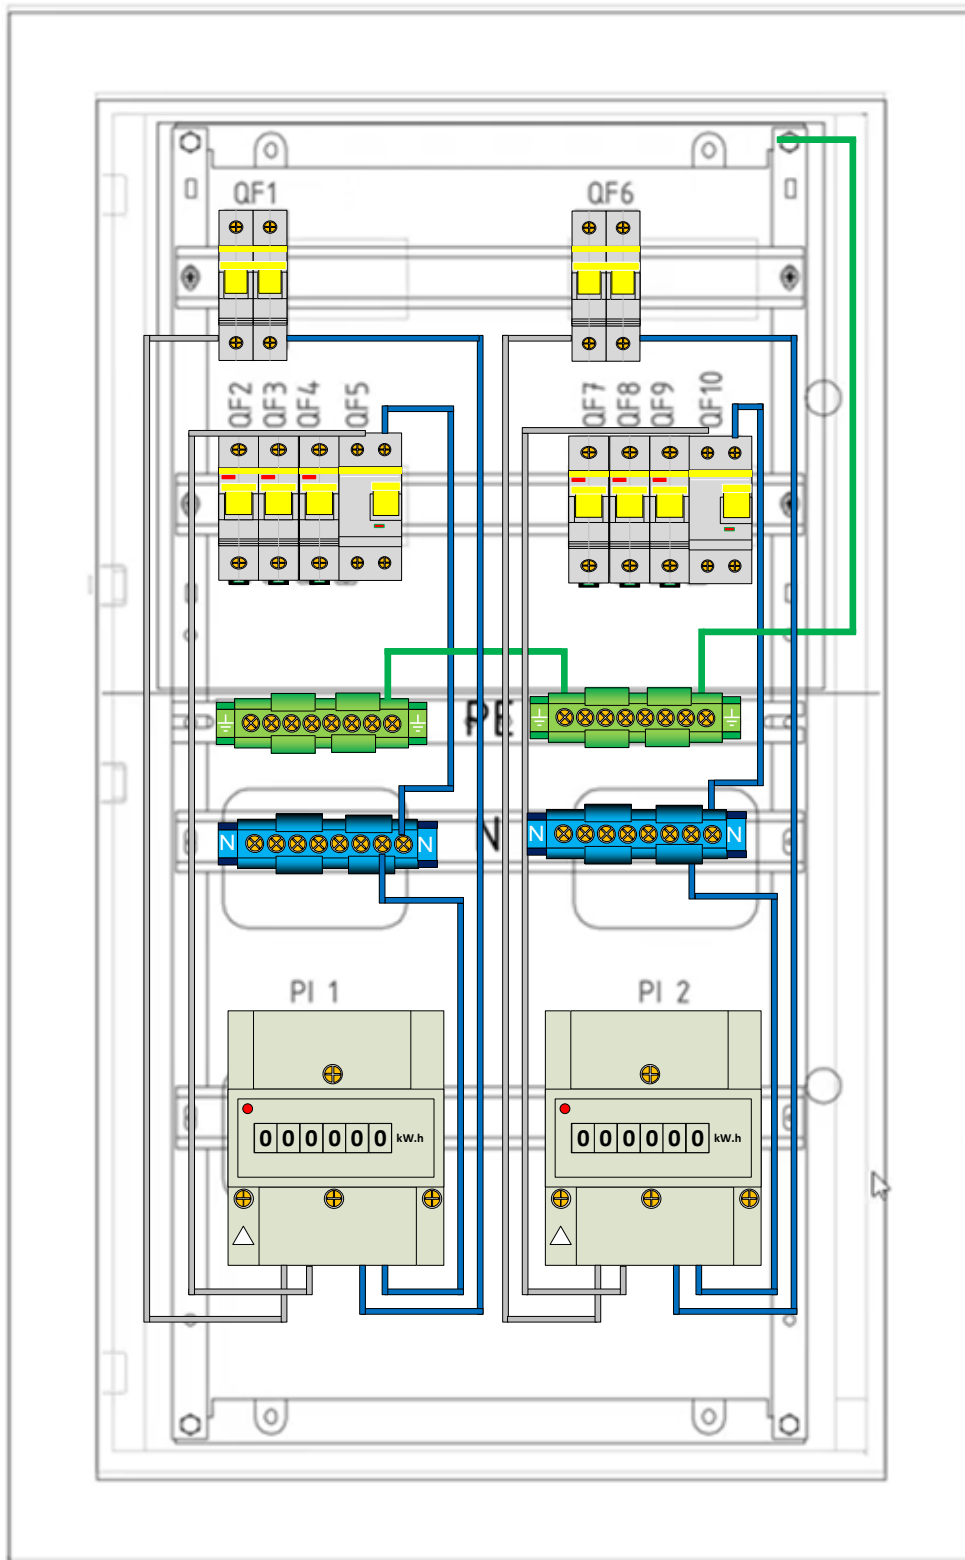 QF1
QF6
QF2
QF3
QF4
QF5
QF7
QF8
QF9
QF10
PE
N
N
N
N
N
PI 1
PI 2
000000 kW.h
000000 kW.h